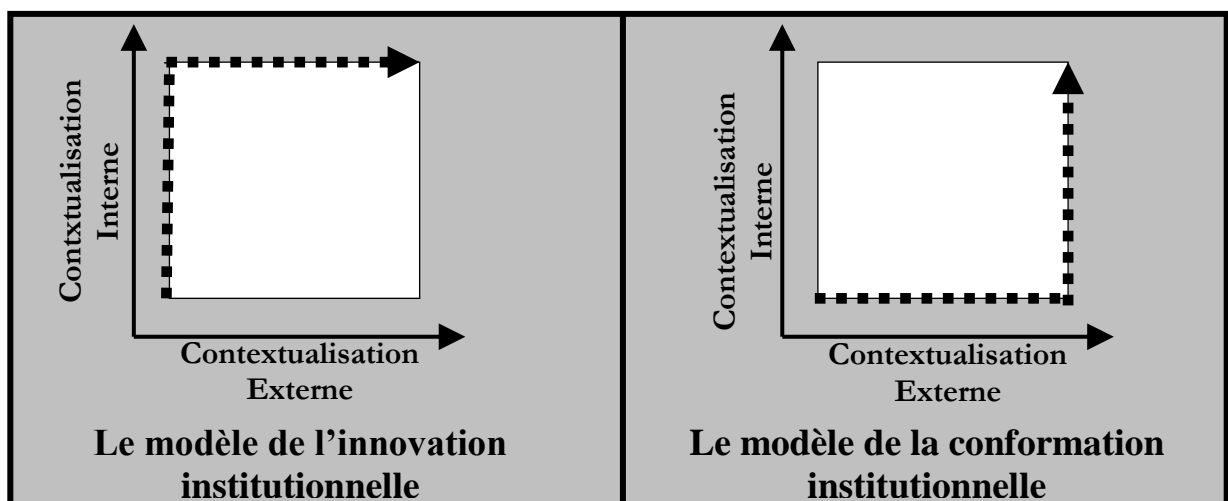 Contxtualisation
Interne
Contextualisation
Externe
Le modèle de l'innovation
institutionnelle
Contextualisation
Interne
Contextualisation
Externe
Le modèle de la conformation
institutionnelle